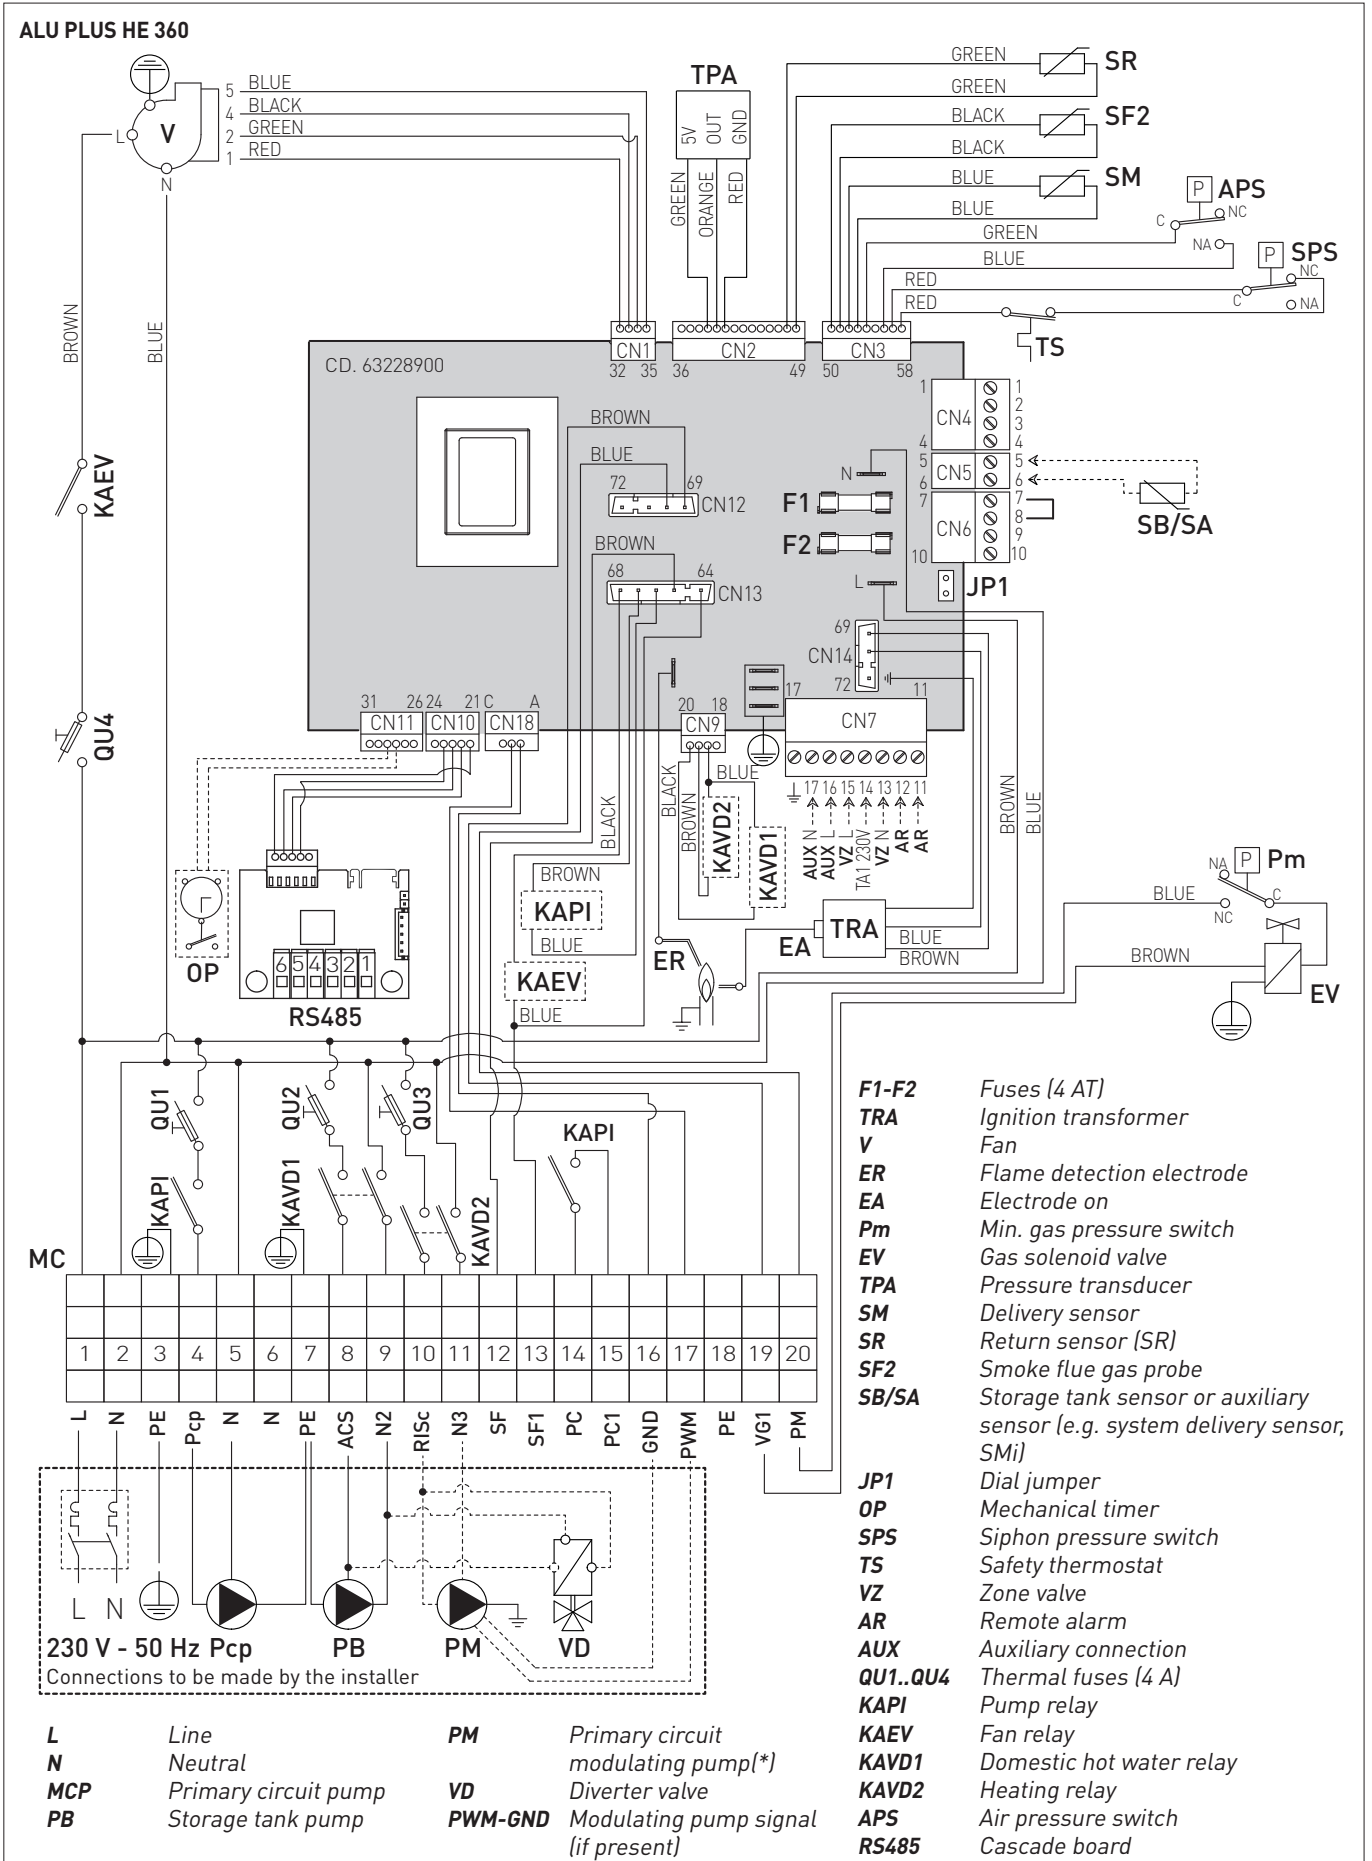 ALU PLUS HE 360
V
L
N
5 BLUE
4 BLACK
2 GREEN
1 RED
TPA
5V
OUT
GND
GREEN
ORANGE
RED
GREEN
SR
GREEN
BLACK
SF2
BLACK
BLUE
SM
BLUE
P APS
C
NC
NA
GREEN
BLUE
P SPS
NC
C
NA
RED
RED
TS
BROWN
BLUE
KAEV
QU4
CD. 63228900
CN1
32 35
CN2
36 49
CN3
50 58
1 CN4 1
2
3
4 4
5 CN5 5
6 6
7 CN6 7
8
9
10 10
SB/SA
JP1
BROWN
BLUE
72 69
CN12
N
F1
F2
BROWN
68 64
CN13
L
69
CN14
72
31 26
CN11
24 21
CN10
C A
CN18
20 18
CN9
17 11
CN7
17 16 15 14 13 12 11
AUX N
AUX L
VZ L
TA1 230V
VZ N
AR
AR
BLACK
BLACK
BROWN
BLUE
KAVD2
KAVD1
BROWN
BLUE
BROWN
KAPI
BLUE
KAEV
BLUE
OP
6 5 4 3 2 1
RS485
ER
EA
TRA
BLUE
BROWN
NA P Pm
C
NC
BLUE
BROWN
EV
QU1
KAPI
QU2
KAVD1
QU3
KAVD2
KAPI
MC
1 2 3 4 5 6 7 8 9 10 11 12 13 14 15 16 17 18 19 20
L
N
PE
Pcp
N
N
PE
ACS
N2
RISc
N3
SF
SF1
PC
PC1
GND
PWM
PE
VG1
PM
L N
230 V - 50 Hz Pcp PB PM VD
Connections to be made by the installer
L Line
N Neutral
MCP Primary circuit pump
PB Storage tank pump
PM Primary circuit
modulating pump(*)
VD Diverter valve
PWM-GND Modulating pump signal
(if present)
F1-F2 Fuses (4 AT)
TRA Ignition transformer
V Fan
ER Flame detection electrode
EA Electrode on
Pm Min. gas pressure switch
EV Gas solenoid valve
TPA Pressure transducer
SM Delivery sensor
SR Return sensor (SR)
SF2 Smoke flue gas probe
SB/SA Storage tank sensor or auxiliary
sensor (e.g. system delivery sensor,
SMi)
JP1 Dial jumper
OP Mechanical timer
SPS Siphon pressure switch
TS Safety thermostat
VZ Zone valve
AR Remote alarm
AUX Auxiliary connection
QU1..QU4 Thermal fuses (4 A)
KAPI Pump relay
KAEV Fan relay
KAVD1 Domestic hot water relay
KAVD2 Heating relay
APS Air pressure switch
RS485 Cascade board